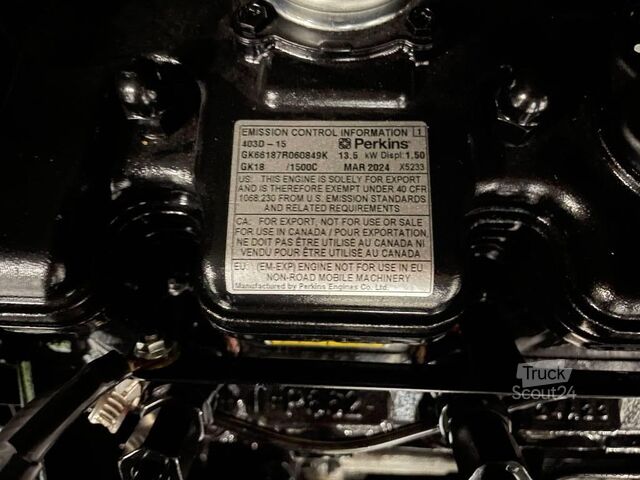 EMISSION CONTROL INFORMATION 1
403D-15 Perkins®
GK66187R060849K 13.5 kW Displ: 1.50
GK18 /1500C MAR 2024 X5233
US: THIS ENGINE IS SOLELY FOR EXPORT
AND IS THEREFORE EXEMPT UNDER 40 CFR
1068.230 FROM U.S. EMISSION STANDARDS
AND RELATED REQUIREMENTS
CA: FOR EXPORT, NOT FOR USE OR SALE
FOR USE IN CANADA / POUR EXPORTATION,
NE DOIT PAS ÊTRE UTILISÉ AU CANADA NI
VENDU POUR ÊTRE UTILISÉ AU CANADA
EU: (EM-EXP) ENGINE NOT FOR USE IN EU
NON-ROAD MOBILE MACHINERY
Manufactured by Perkins Engines Co. Ltd.
Truck
Scout24